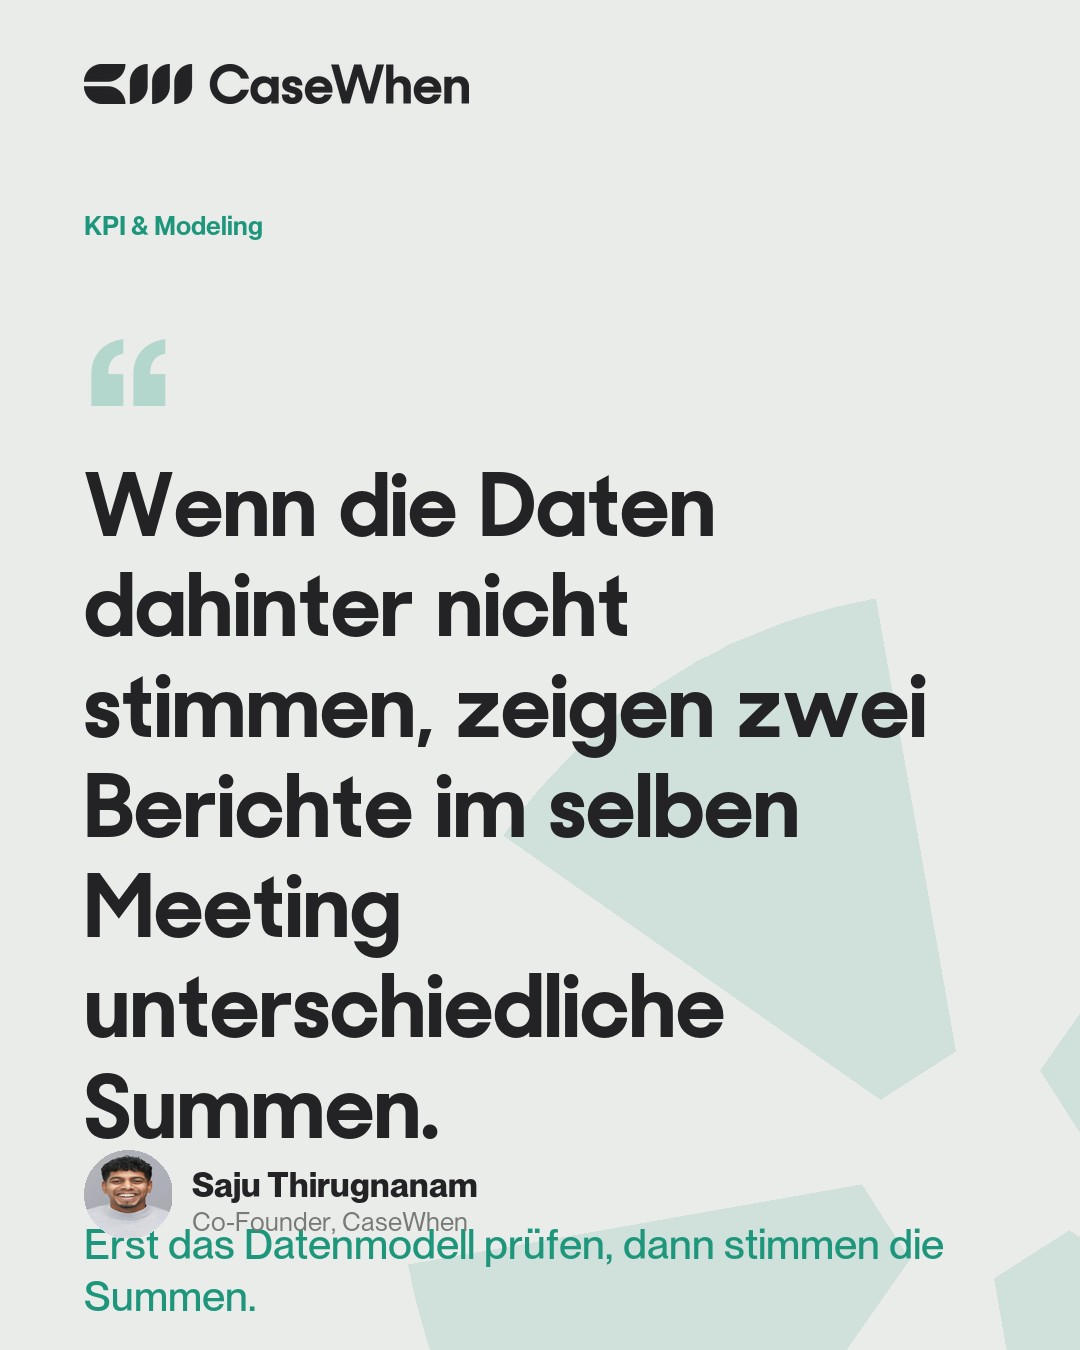 CaseWhen
KPI & Modeling
“
Wenn die Daten
dahinter nicht
stimmen, zeigen zwei
Berichte im selben
Meeting
unterschiedliche
Summen.
Saju Thirugnanam
Co-Founder, CaseWhen
Erst das Datenmodell prüfen, dann stimmen die
Summen.